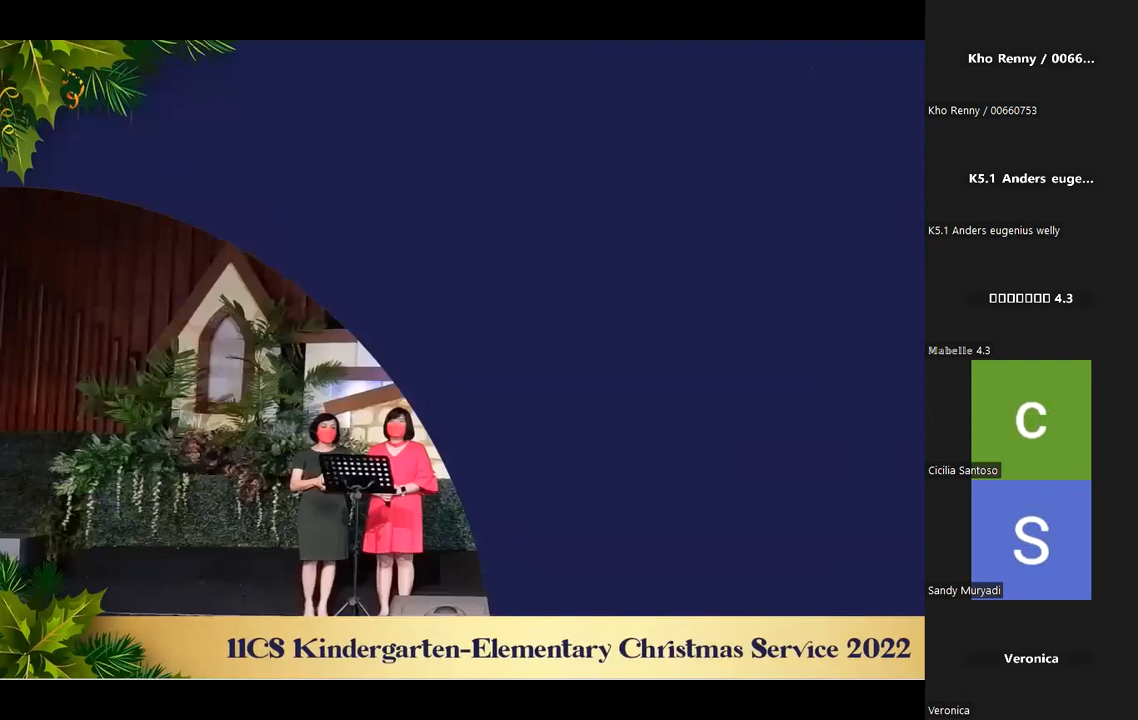 11CS Kindergarten-Elementary Christmas Service 2022
Kho Renny / 0066...
Kho Renny / 00660753
K5.1 Anders euge...
K5.1 Anders eugenius welly
▯▯▯▯▯▯▯ 4.3
𝕄𝕒𝕓𝕖𝕝𝕝𝕖 4.3
C
Cicilia Santoso
S
Sandy Muryadi
Veronica
Veronica